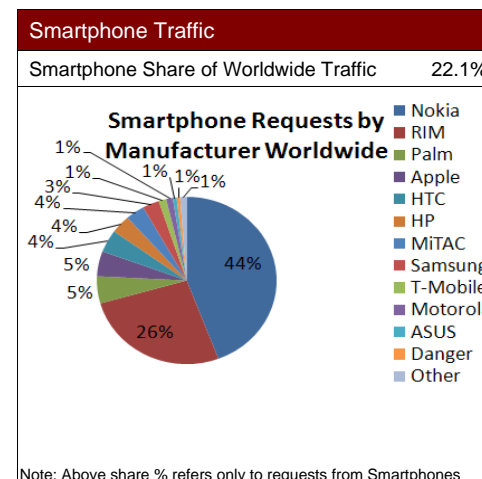 Smartphone Traffic
Smartphone Share of Worldwide Traffic 22.1%
Smartphone Requests by
Manufacturer Worldwide
1%
1%
3%
4%
4%
4%
5%
5%
26%
44%
1%
1%
1%
Nokia
RIM
Palm
Apple
HTC
HP
MiTAC
Samsung
T-Mobile
Motorol
ASUS
Danger
Other
Note: Above share % refers only to requests from Smartphones